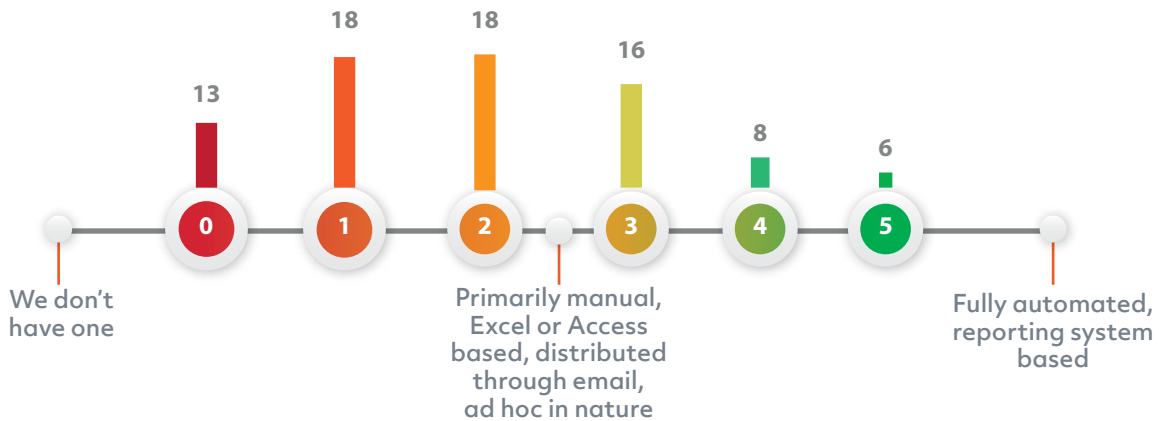 13
18
18
16
8
6
0
1
2
3
4
5
We don't
have one
Primarily manual,
Excel or Access
based, distributed
through email,
ad hoc in nature
Fully automated,
reporting system
based